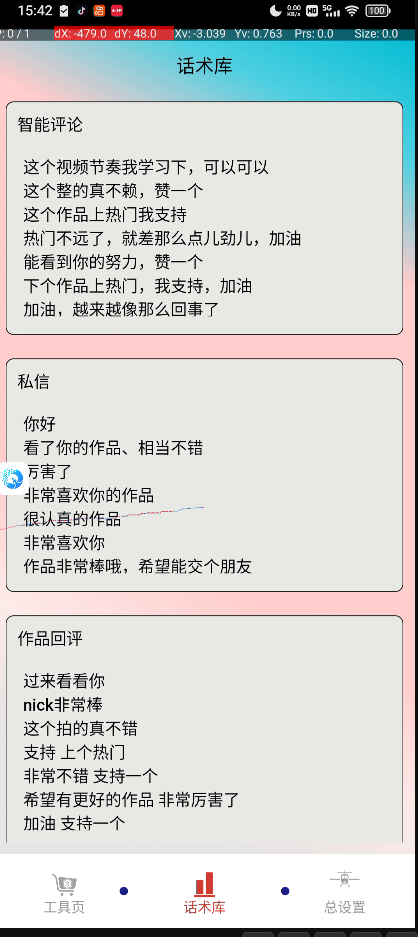 15:42
0.00 KB/s HD 5G 100
P: 0 / 1 dX: -479.0 dY: 48.0 Xv: -3.039 Yv: 0.763 Prs: 0.0 Size: 0.0
话术库
智能评论
这个视频节奏我学习下，可以可以
这个整的真不赖，赞一个
这个作品上热门我支持
热门不远了，就差那么点儿劲儿，加油
能看到你的努力，赞一个
下个作品上热门，我支持，加油
加油，越来越像那么回事了
私信
你好
看了你的作品、相当不错
厉害了
非常喜欢你的作品
很认真的作品
非常喜欢你
作品非常棒哦，希望能交个朋友
作品回评
过来看看你
nick非常棒
这个拍的真不错
支持 上个热门
非常不错 支持一个
希望有更好的作品 非常厉害了
加油 支持一个
工具页
话术库
总设置